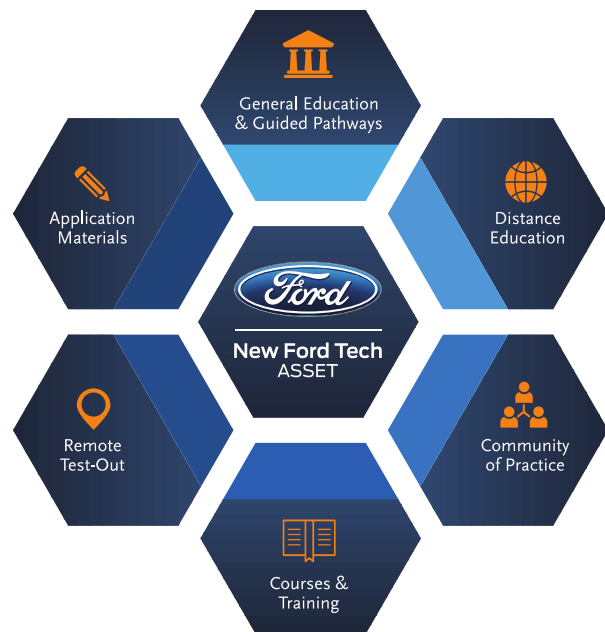 General Education
& Guided Pathways
Application
Materials
Distance
Education
Ford
New Ford Tech
ASSET
Remote
Test-Out
Community
of Practice
Courses &
Training